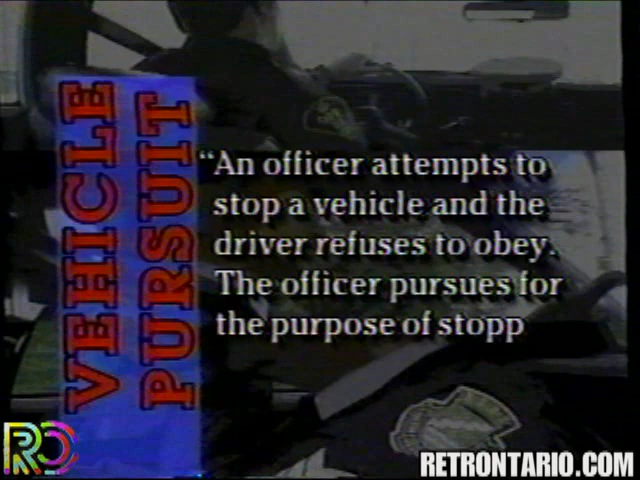 VEHICLE
PURSUIT
“An officer attempts to
stop a vehicle and the
driver refuses to obey.
The officer pursues for
the purpose of stopp
RETRONTARIO.COM